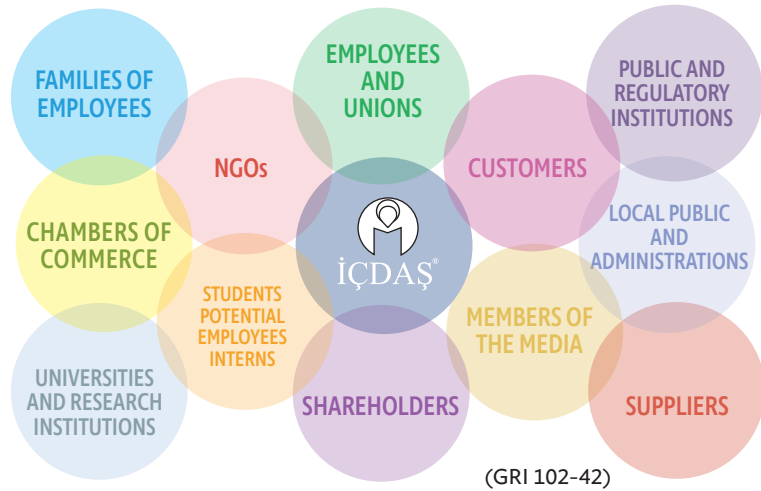 FAMILIES OF
EMPLOYEES
EMPLOYEES
AND
UNIONS
PUBLIC AND
REGULATORY
INSTITUTIONS
NGOs
CUSTOMERS
CHAMBERS OF
COMMERCE
İÇDAŞ®
LOCAL PUBLIC
AND
ADMINISTRATIONS
STUDENTS
POTENTIAL
EMPLOYEES
INTERNS
MEMBERS OF
THE MEDIA
UNIVERSITIES
AND RESEARCH
INSTITUTIONS
SHAREHOLDERS
SUPPLIERS
(GRI 102-42)